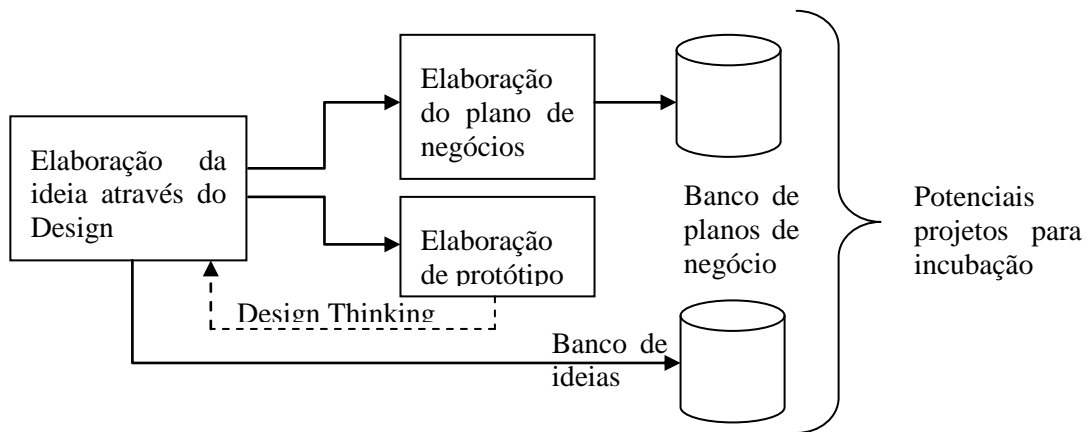 Elaboração da
ideia através do
Design
Elaboração
do plano de
negócios
Elaboração
de protótipo
Design Thinking
Banco de
planos de
negócio
Banco de
ideias
Potenciais
projetos para
incubação